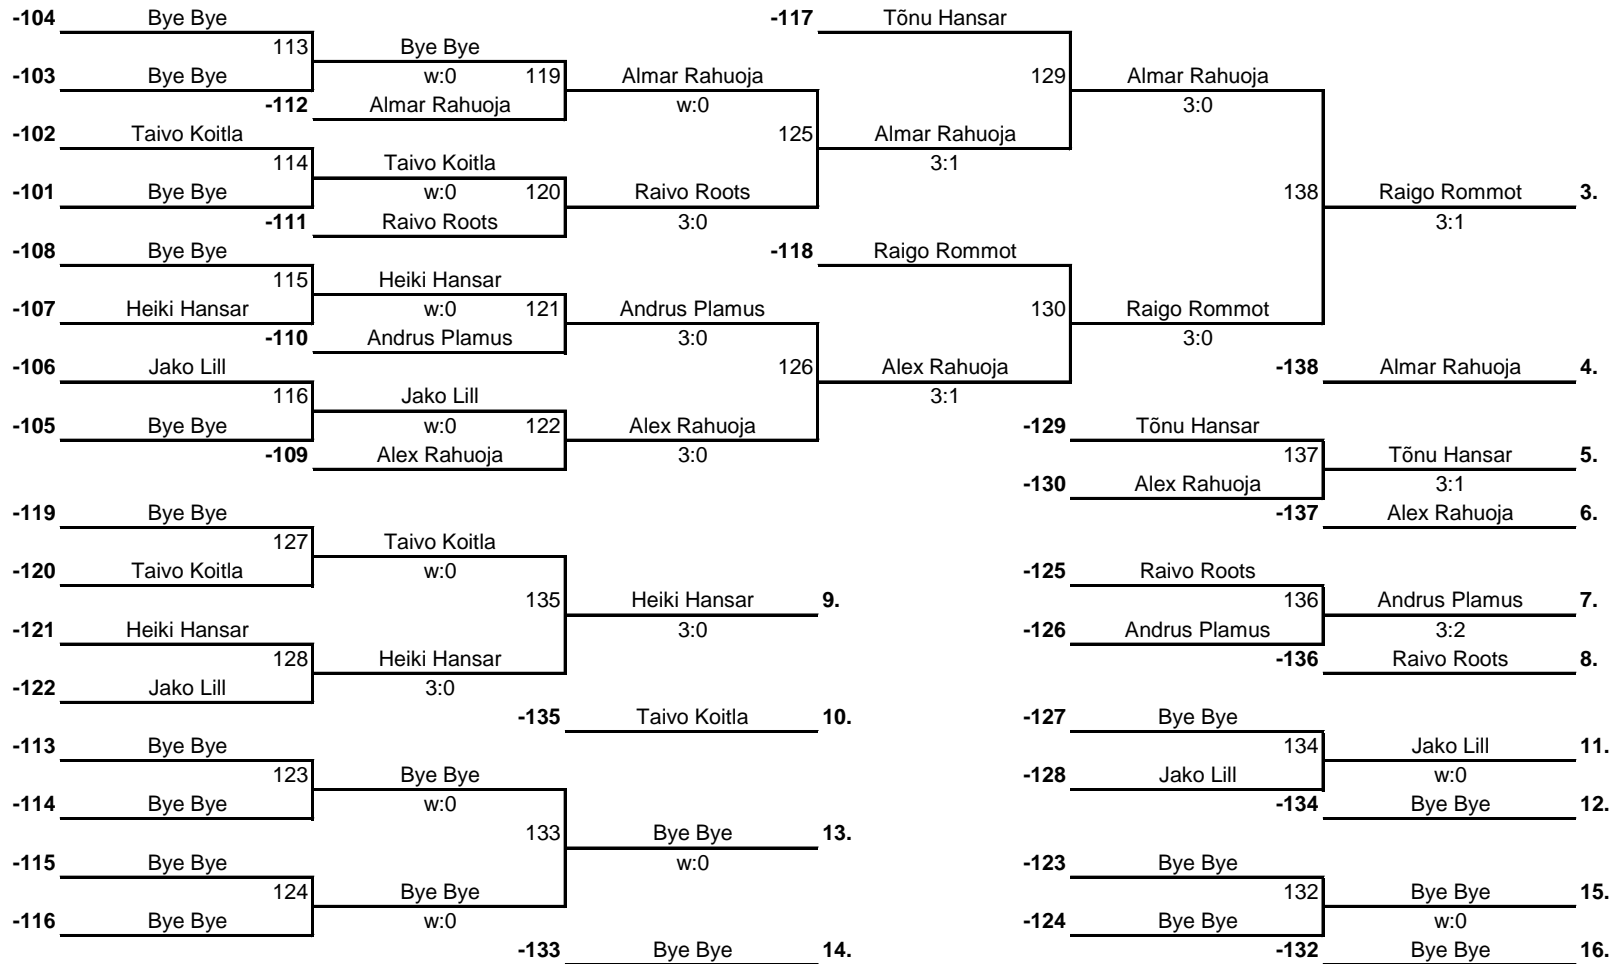 -104 Bye Bye -117 Tõnu Hansar
113 Bye Bye
-103 Bye Bye w:0 119 Almar Rahuoja 129 Almar Rahuoja
-112 Almar Rahuoja w:0 3:0
-102 Taivo Koitla 125 Almar Rahuoja
114 Taivo Koitla 3:1
-101 Bye Bye w:0 120 Raivo Roots 138 Raigo Rommot 3.
-111 Raivo Roots 3:0 3:1
-108 Bye Bye -118 Raigo Rommot
115 Heiki Hansar
-107 Heiki Hansar w:0 121 Andrus Plamus 130 Raigo Rommot
-110 Andrus Plamus 3:0 3:0
-106 Jako Lill 126 Alex Rahuoja -138 Almar Rahuoja 4.
116 Jako Lill 3:1
-105 Bye Bye w:0 122 Alex Rahuoja -129 Tõnu Hansar
-109 Alex Rahuoja 3:0 137 Tõnu Hansar 5.
-130 Alex Rahuoja 3:1
-119 Bye Bye -137 Alex Rahuoja 6.
127 Taivo Koitla
-120 Taivo Koitla w:0 -125 Raivo Roots
135 Heiki Hansar 9. 136 Andrus Plamus 7.
-121 Heiki Hansar 3:0 -126 Andrus Plamus 3:2
128 Heiki Hansar -136 Raivo Roots 8.
-122 Jako Lill 3:0
-135 Taivo Koitla 10. -127 Bye Bye
-113 Bye Bye 134 Jako Lill 11.
123 Bye Bye -128 Jako Lill w:0
-114 Bye Bye w:0 -134 Bye Bye 12.
133 Bye Bye 13.
-115 Bye Bye w:0 -123 Bye Bye
124 Bye Bye 132 Bye Bye 15.
-116 Bye Bye w:0 -124 Bye Bye w:0
-133 Bye Bye 14. -132 Bye Bye 16.